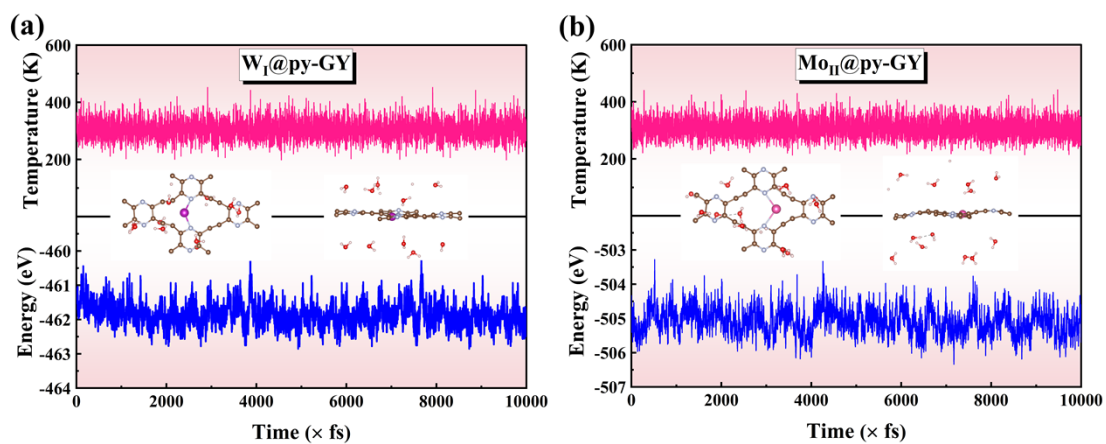 (a)
W_I@py-GY
Temperature (K)
600
400
200
Energy (eV)
-460
-461
-462
-463
-464
0 2000 4000 6000 8000 10000
Time (× fs)
(b)
Mo_II@py-GY
Temperature (K)
600
400
200
Energy (eV)
-503
-504
-505
-506
-507
0 2000 4000 6000 8000 10000
Time (× fs)